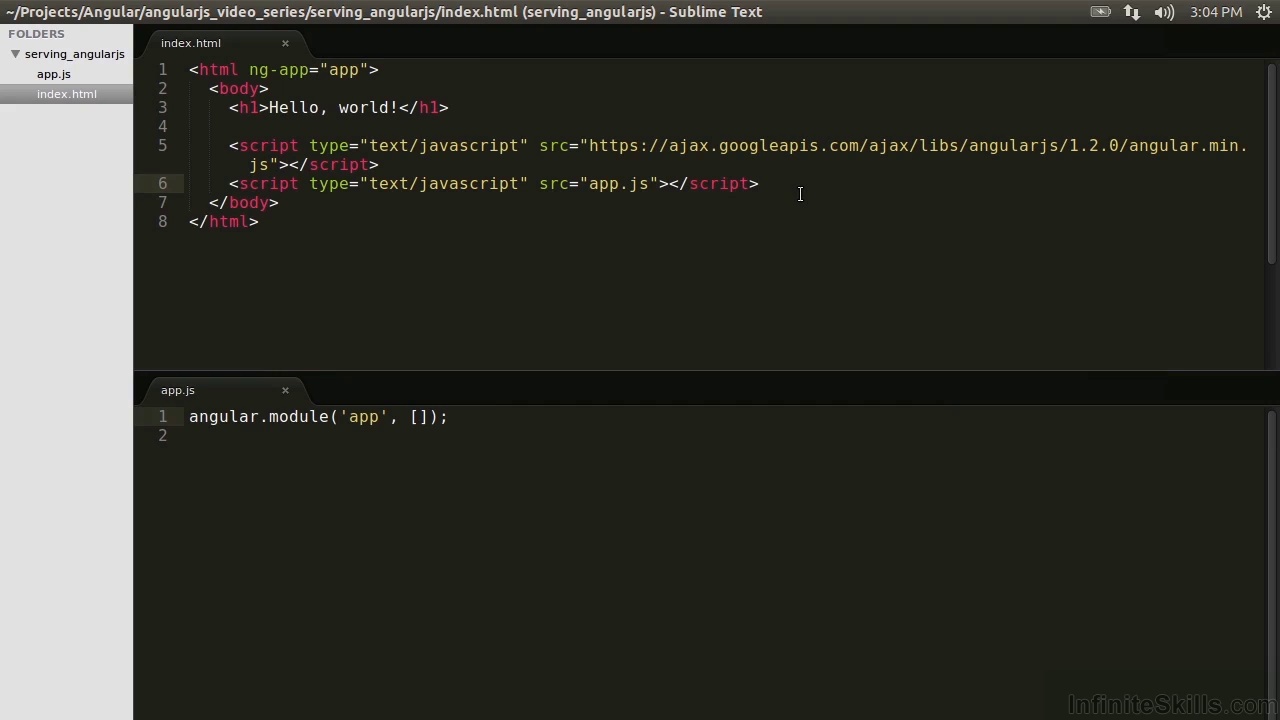 ~/Projects/Angular/angularjs_video_series/serving_angularjs/index.html (serving_angularjs) - Sublime Text
3:04 PM
FOLDERS
serving_angularjs
app.js
index.html
index.html ×
1 <html ng-app="app">
2 <body>
3 <h1>Hello, world!</h1>
4
5 <script type="text/javascript" src="https://ajax.googleapis.com/ajax/libs/angularjs/1.2.0/angular.min.
js"></script>
6 <script type="text/javascript" src="app.js"></script>
7 </body>
8 </html>
app.js ×
1 angular.module('app', []);
2
InfiniteSkills.com